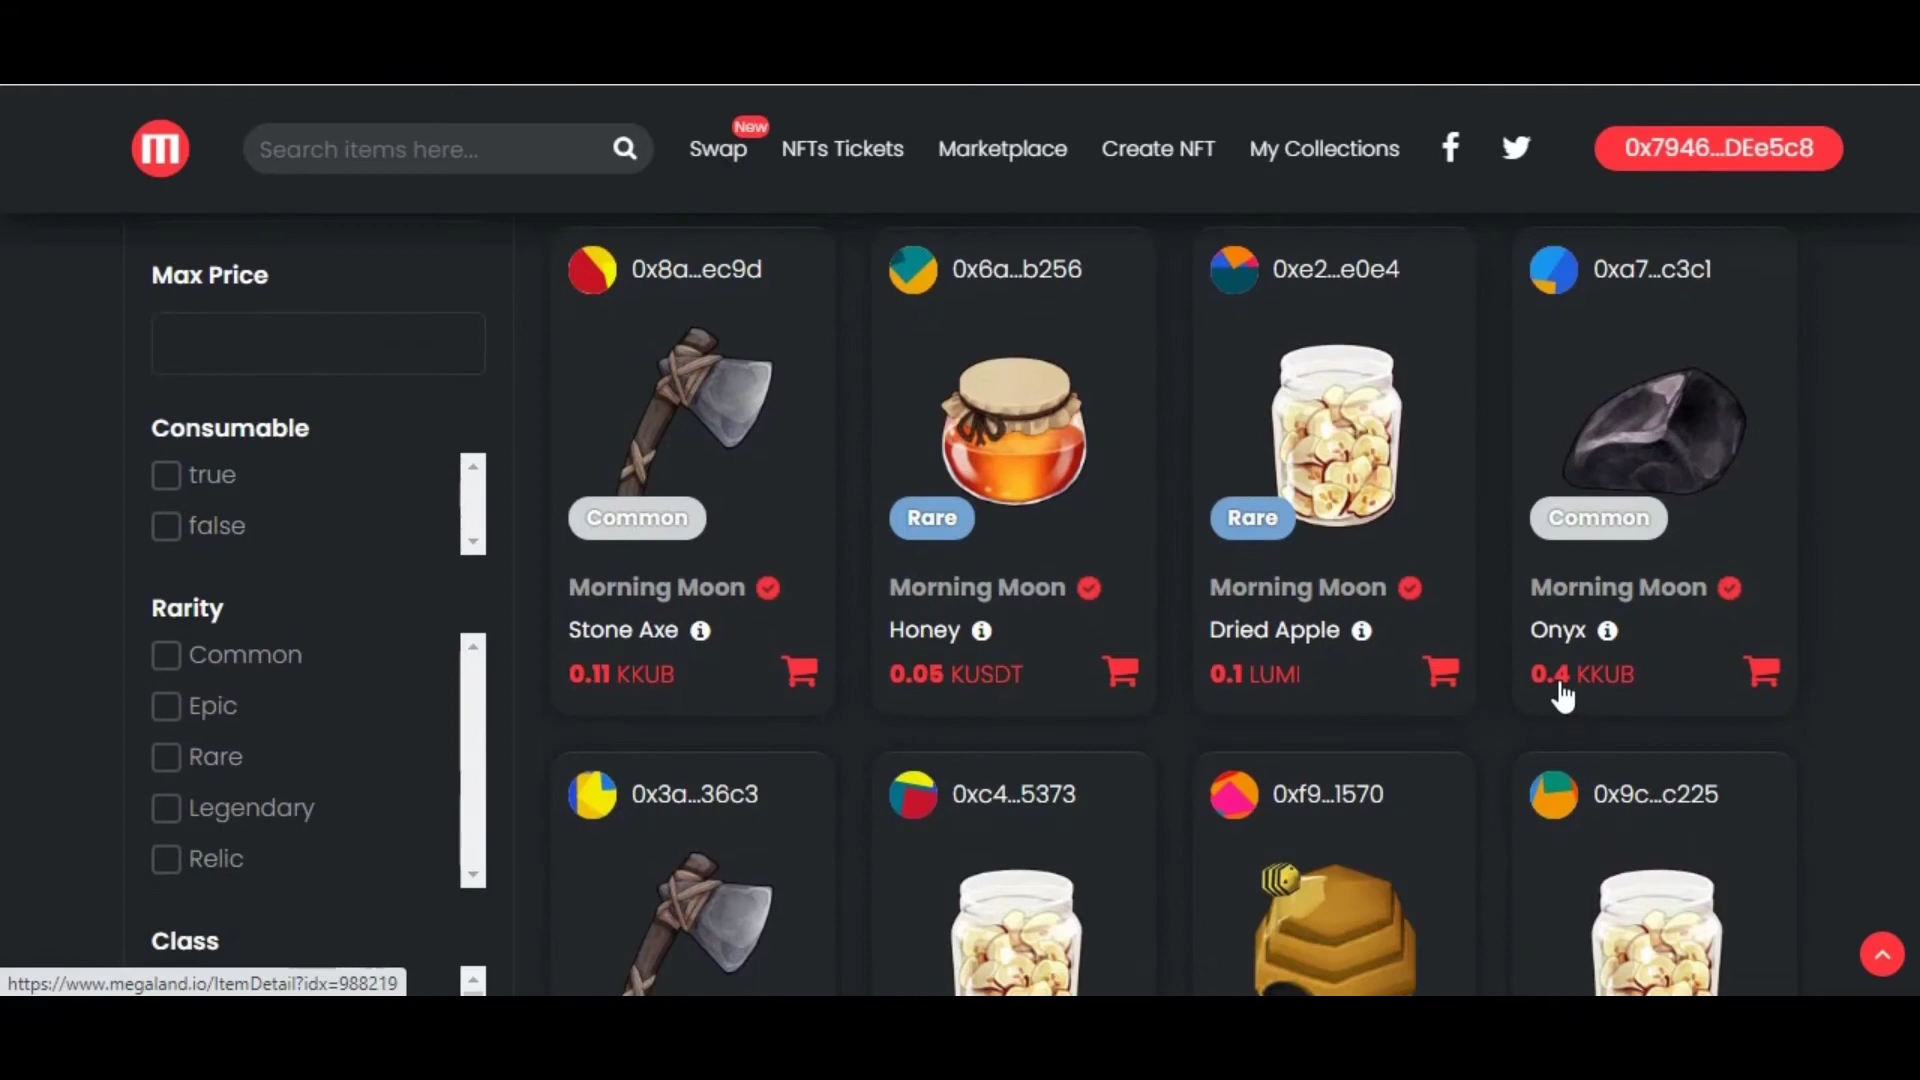 m
Search items here...
Swap
New
NFTs Tickets
Marketplace
Create NFT
My Collections
0x7946...DEe5c8
Max Price
Consumable
true
false
Rarity
Common
Epic
Rare
Legendary
Relic
Class
0x8a...ec9d
Common
Morning Moon
Stone Axe
0.11 KKUB
0x6a...b256
Rare
Morning Moon
Honey
0.05 KUSDT
0xe2...e0e4
Rare
Morning Moon
Dried Apple
0.1 LUMI
0xa7...c3c1
Common
Morning Moon
Onyx
0.4 KKUB
0x3a...36c3
0xc4...5373
0xf9...1570
0x9c...c225
https://www.megaland.io/ItemDetail?idx=988219